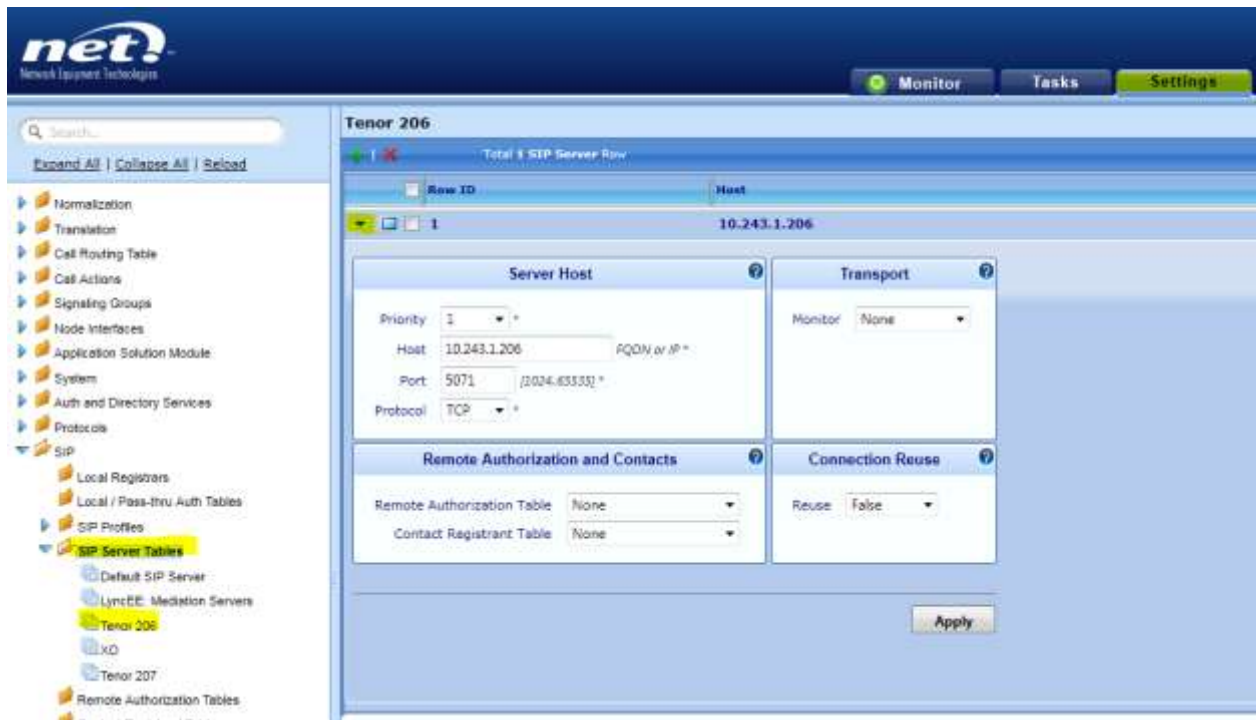 net!
Network Equipment Technologies
Monitor
Tasks
Settings
Search...
Expand All | Collapse All | Reload
Normalization
Translation
Call Routing Table
Call Actions
Signaling Groups
Node Interfaces
Application Solution Module
System
Auth and Directory Services
Protocols
SIP
Local Registrars
Local / Pass-thru Auth Tables
SIP Profiles
SIP Server Tables
Default SIP Server
LyncEE: Mediation Servers
Tenor 206
XO
Tenor 207
Remote Authorization Tables
Tenor 206
Total 1 SIP Server Row
Row ID Host
1 10.243.1.206
Server Host
Priority 1 *
Host 10.243.1.206 FQDN or IP *
Port 5071 [1024..65535] *
Protocol TCP *
Transport
Monitor None
Remote Authorization and Contacts
Remote Authorization Table None
Contact Registrant Table None
Connection Reuse
Reuse False
Apply